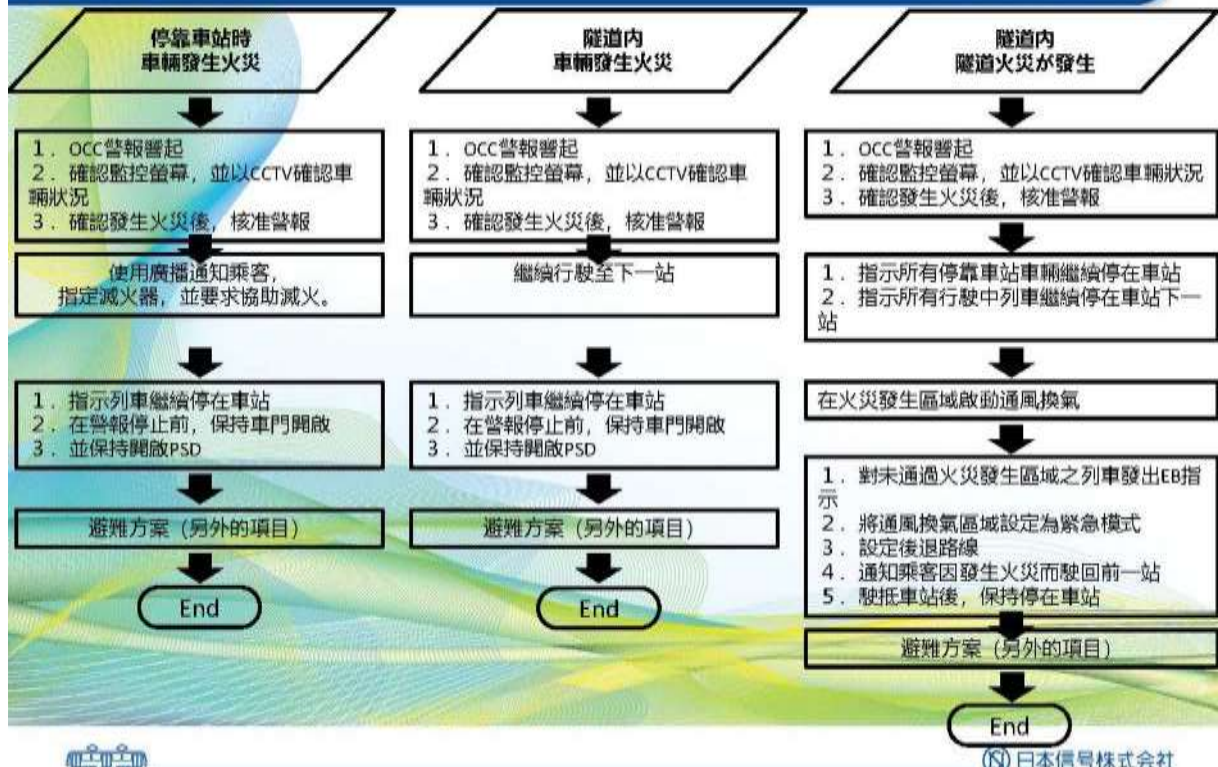 停靠車站時
車輛發生火災
1．OCC警報響起
2．確認監控螢幕，並以CCTV確認車
輛狀況
3．確認發生火災後，核准警報
使用廣播通知乘客，
指定滅火器，並要求協助滅火。
1．指示列車繼續停在車站
2．在警報停止前，保持車門開啟
3．並保持開啟PSD
避難方案（另外的項目）
End
隧道內
車輛發生火災
1．OCC警報響起
2．確認監控螢幕，並以CCTV確認車
輛狀況
3．確認發生火災後，核准警報
繼續行駛至下一站
1．指示列車繼續停在車站
2．在警報停止前，保持車門開啟
3．並保持開啟PSD
避難方案（另外的項目）
End
隧道內
隧道火災が發生
1．OCC警報響起
2．確認監控螢幕，並以CCTV確認車輛狀況
3．確認發生火災後，核准警報
1．指示所有停靠車站車輛繼續停在車站
2．指示所有行駛中列車繼續停在車站下一
站
在火災發生區域啟動通風換氣
1．對未通過火災發生區域之列車發出EB指
示
2．將通風換氣區域設定為緊急模式
3．設定後退路線
4．通知乘客因發生火災而駛回前一站
5．駛抵車站後，保持停在車站
避難方案（另外的項目）
End
日本信号株式会社